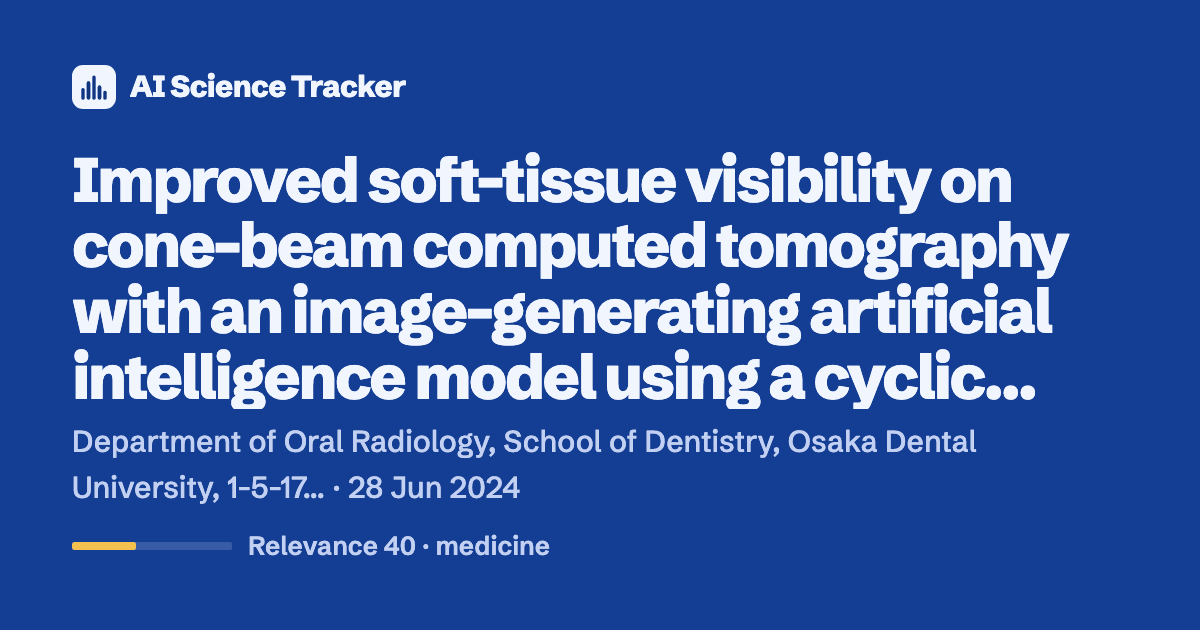 AI Science Tracker
Improved soft-tissue visibility on
cone-beam computed tomography
with an image-generating artificial
intelligence model using a cyclic...
Department of Oral Radiology, School of Dentistry, Osaka Dental
University, 1-5-17... · 28 Jun 2024
Relevance 40 · medicine